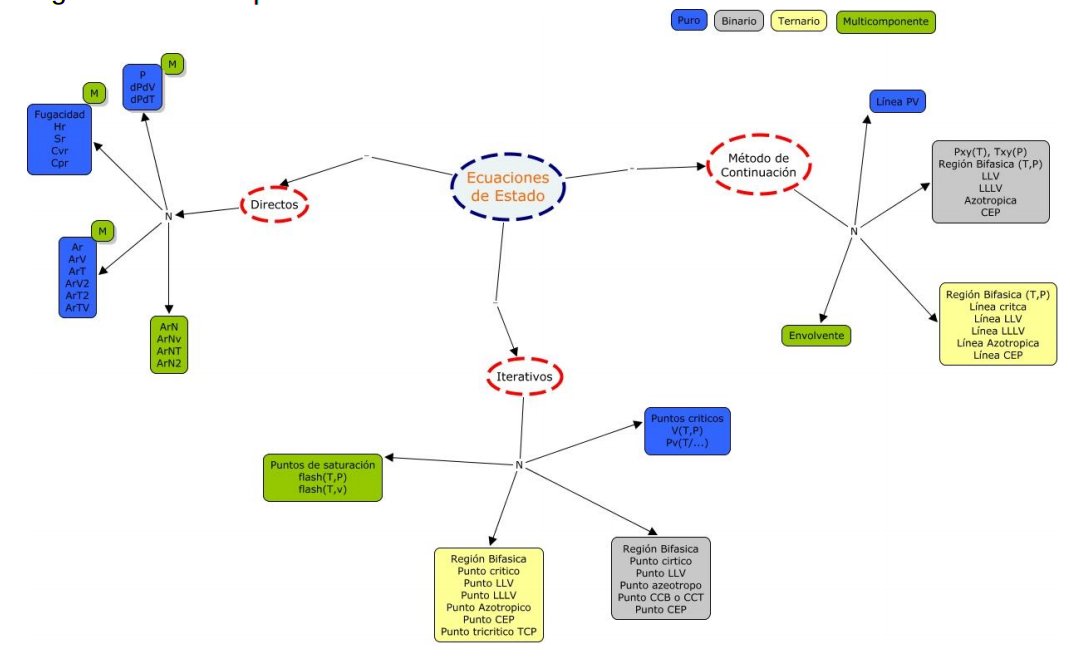 Puro
Binario
Ternario
Multicomponente
M
P
dPdV
dPdT
M
Fugacidad
Hr
Sr
Cvr
Cpr
Línea PV
Ecuaciones
de Estado
Método de
Continuación
Pxy(T), Txy(P)
Región Bifasica (T,P)
LLV
LLLV
Azotropica
CEP
Directos
N
N
M
Ar
ArV
ArT
ArV2
ArT2
ArTV
ArN
ArNv
ArNT
ArN2
Envolvente
Región Bifasica (T,P)
Línea critca
Línea LLV
Línea LLLV
Línea Azotropica
Línea CEP
Iterativos
Puntos criticos
V(T,P)
Pv(T/...)
N
Puntos de saturación
flash(T,P)
flash(T,v)
Región Bifasica
Punto critico
Punto LLV
Punto LLLV
Punto Azotropico
Punto CEP
Punto tricritico TCP
Región Bifasica
Punto cirtico
Punto LLV
Punto azeotropo
Punto CCB o CCT
Punto CEP